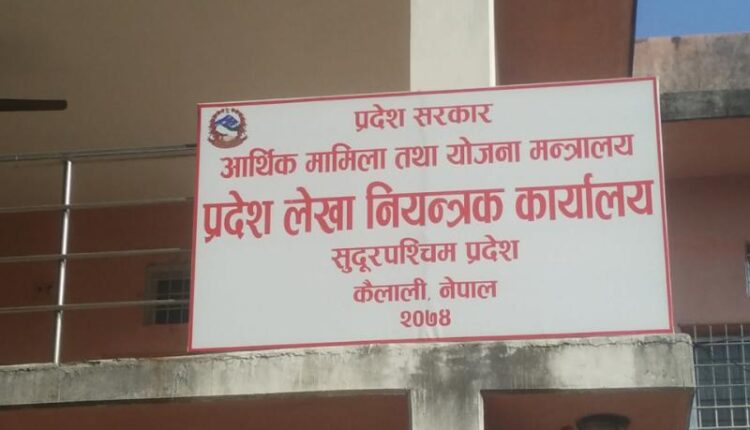 प्रदेश सरकार
आर्थिक मामिला तथा योजना मन्त्रालय
प्रदेश लेखा नियन्त्रक कार्यालय
सुदूरपश्चिम प्रदेश
कैलाली, नेपाल
२०७४